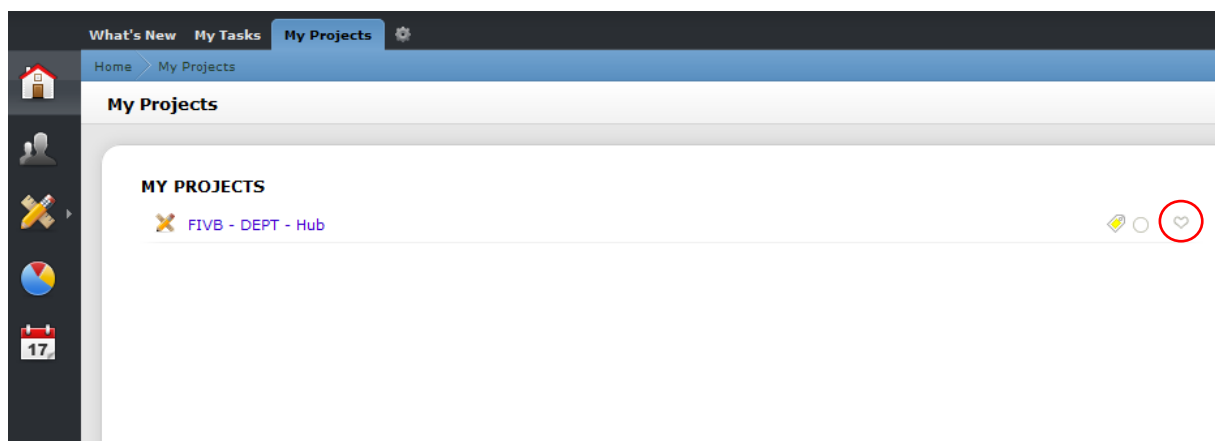 What's New My Tasks My Projects
Home My Projects
My Projects
MY PROJECTS
FIVB - DEPT - Hub
17